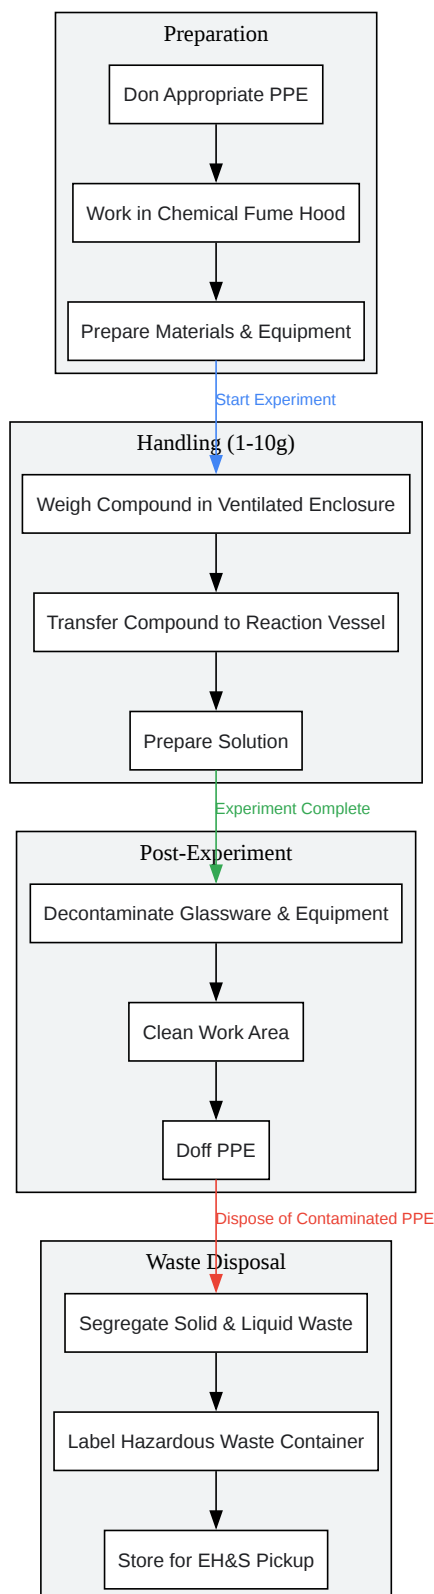 Preparation
Don Appropriate PPE
Work in Chemical Fume Hood
Prepare Materials & Equipment
Start Experiment
Handling (1-10g)
Weigh Compound in Ventilated Enclosure
Transfer Compound to Reaction Vessel
Prepare Solution
Experiment Complete
Post-Experiment
Decontaminate Glassware & Equipment
Clean Work Area
Doff PPE
Dispose of Contaminated PPE
Waste Disposal
Segregate Solid & Liquid Waste
Label Hazardous Waste Container
Store for EH&S Pickup